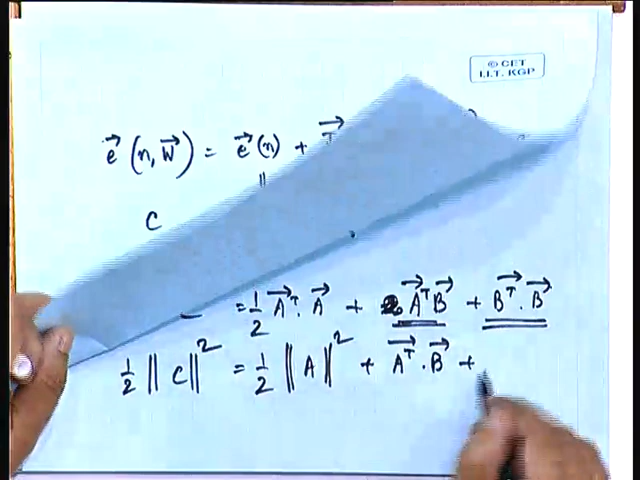 © CET
I.I.T. KGP
e⃗ (n, W⃗) = e⃗(n) +
||
C
= 1/2 A⃗ᵀ. A⃗ + A⃗ᵀB⃗ + B⃗ᵀ. B⃗
1/2 ||C||² = 1/2 ||A||² + A⃗ᵀ. B⃗ +